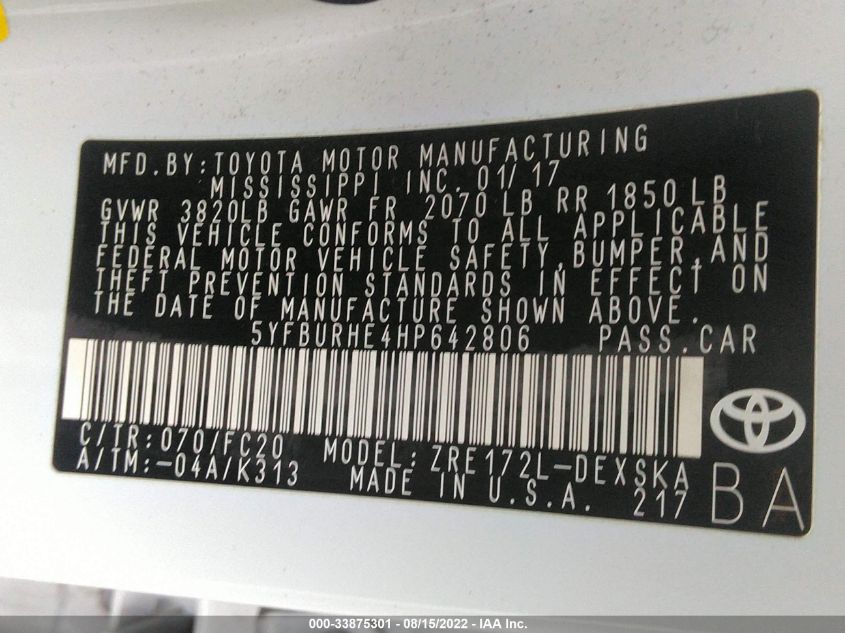 MFD.BY:TOYOTA MOTOR MANUFACTURING
MISSISSIPPI INC. 01/17
GVWR 3820LB GAWR FR 2070 LB RR 1850 LB
THIS VEHICLE CONFORMS TO ALL APPLICABLE
FEDERAL MOTOR VEHICLE SAFETY,BUMPER,AND
THEFT PREVENTION STANDARDS IN EFFECT ON
THE DATE OF MANUFACTURE SHOWN ABOVE.
5YFBURHE4HP642806 PASS.CAR
C/TR:070/FC20 MODEL:ZRE172L-DEXSKA
A/TM:-04A/K313 MADE IN U.S.A. 217
BA
000-33875301 - 08/15/2022 - IAA Inc.